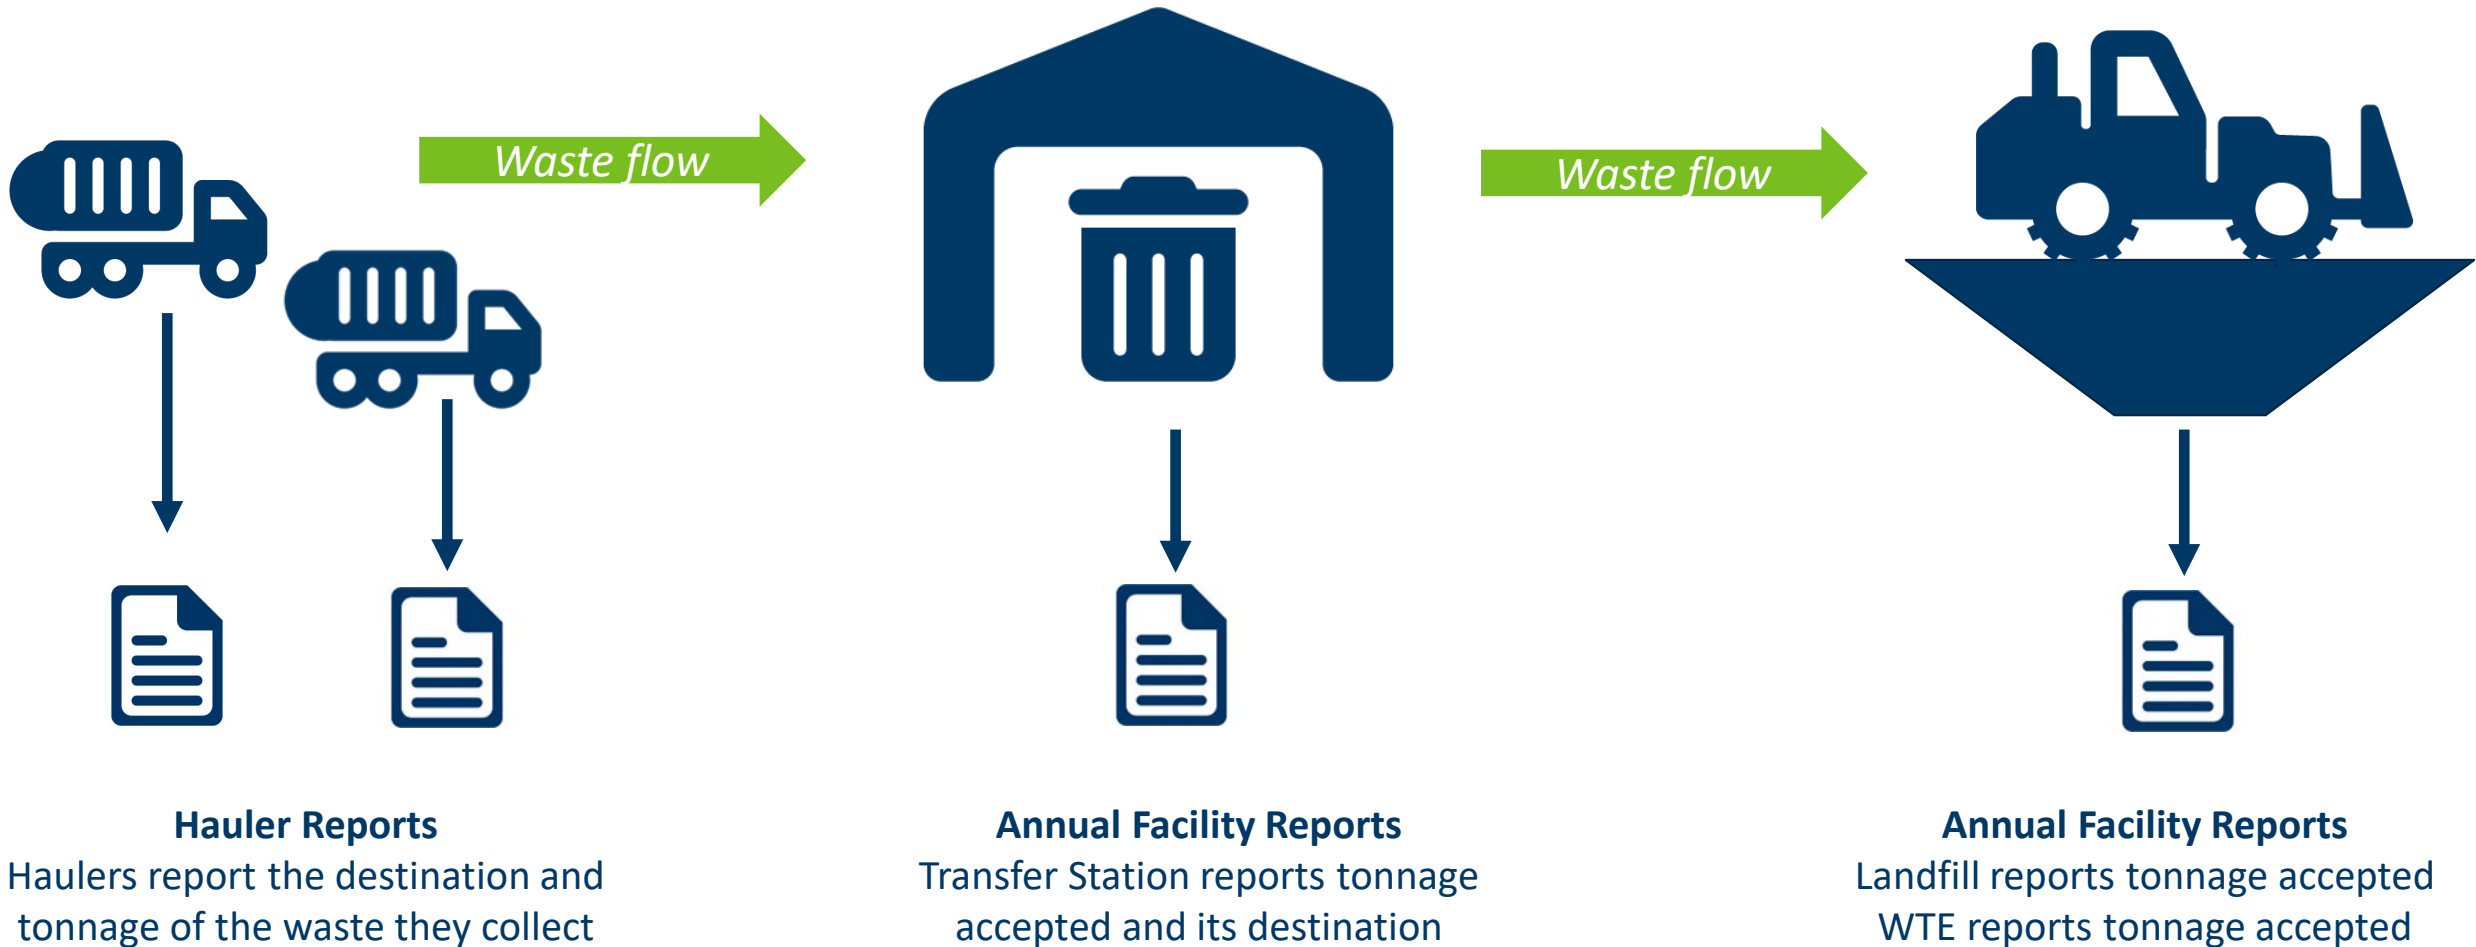 Waste flow
Waste flow
Hauler Reports
Haulers report the destination and
tonnage of the waste they collect
Annual Facility Reports
Transfer Station reports tonnage
accepted and its destination
Annual Facility Reports
Landfill reports tonnage accepted
WTE reports tonnage accepted